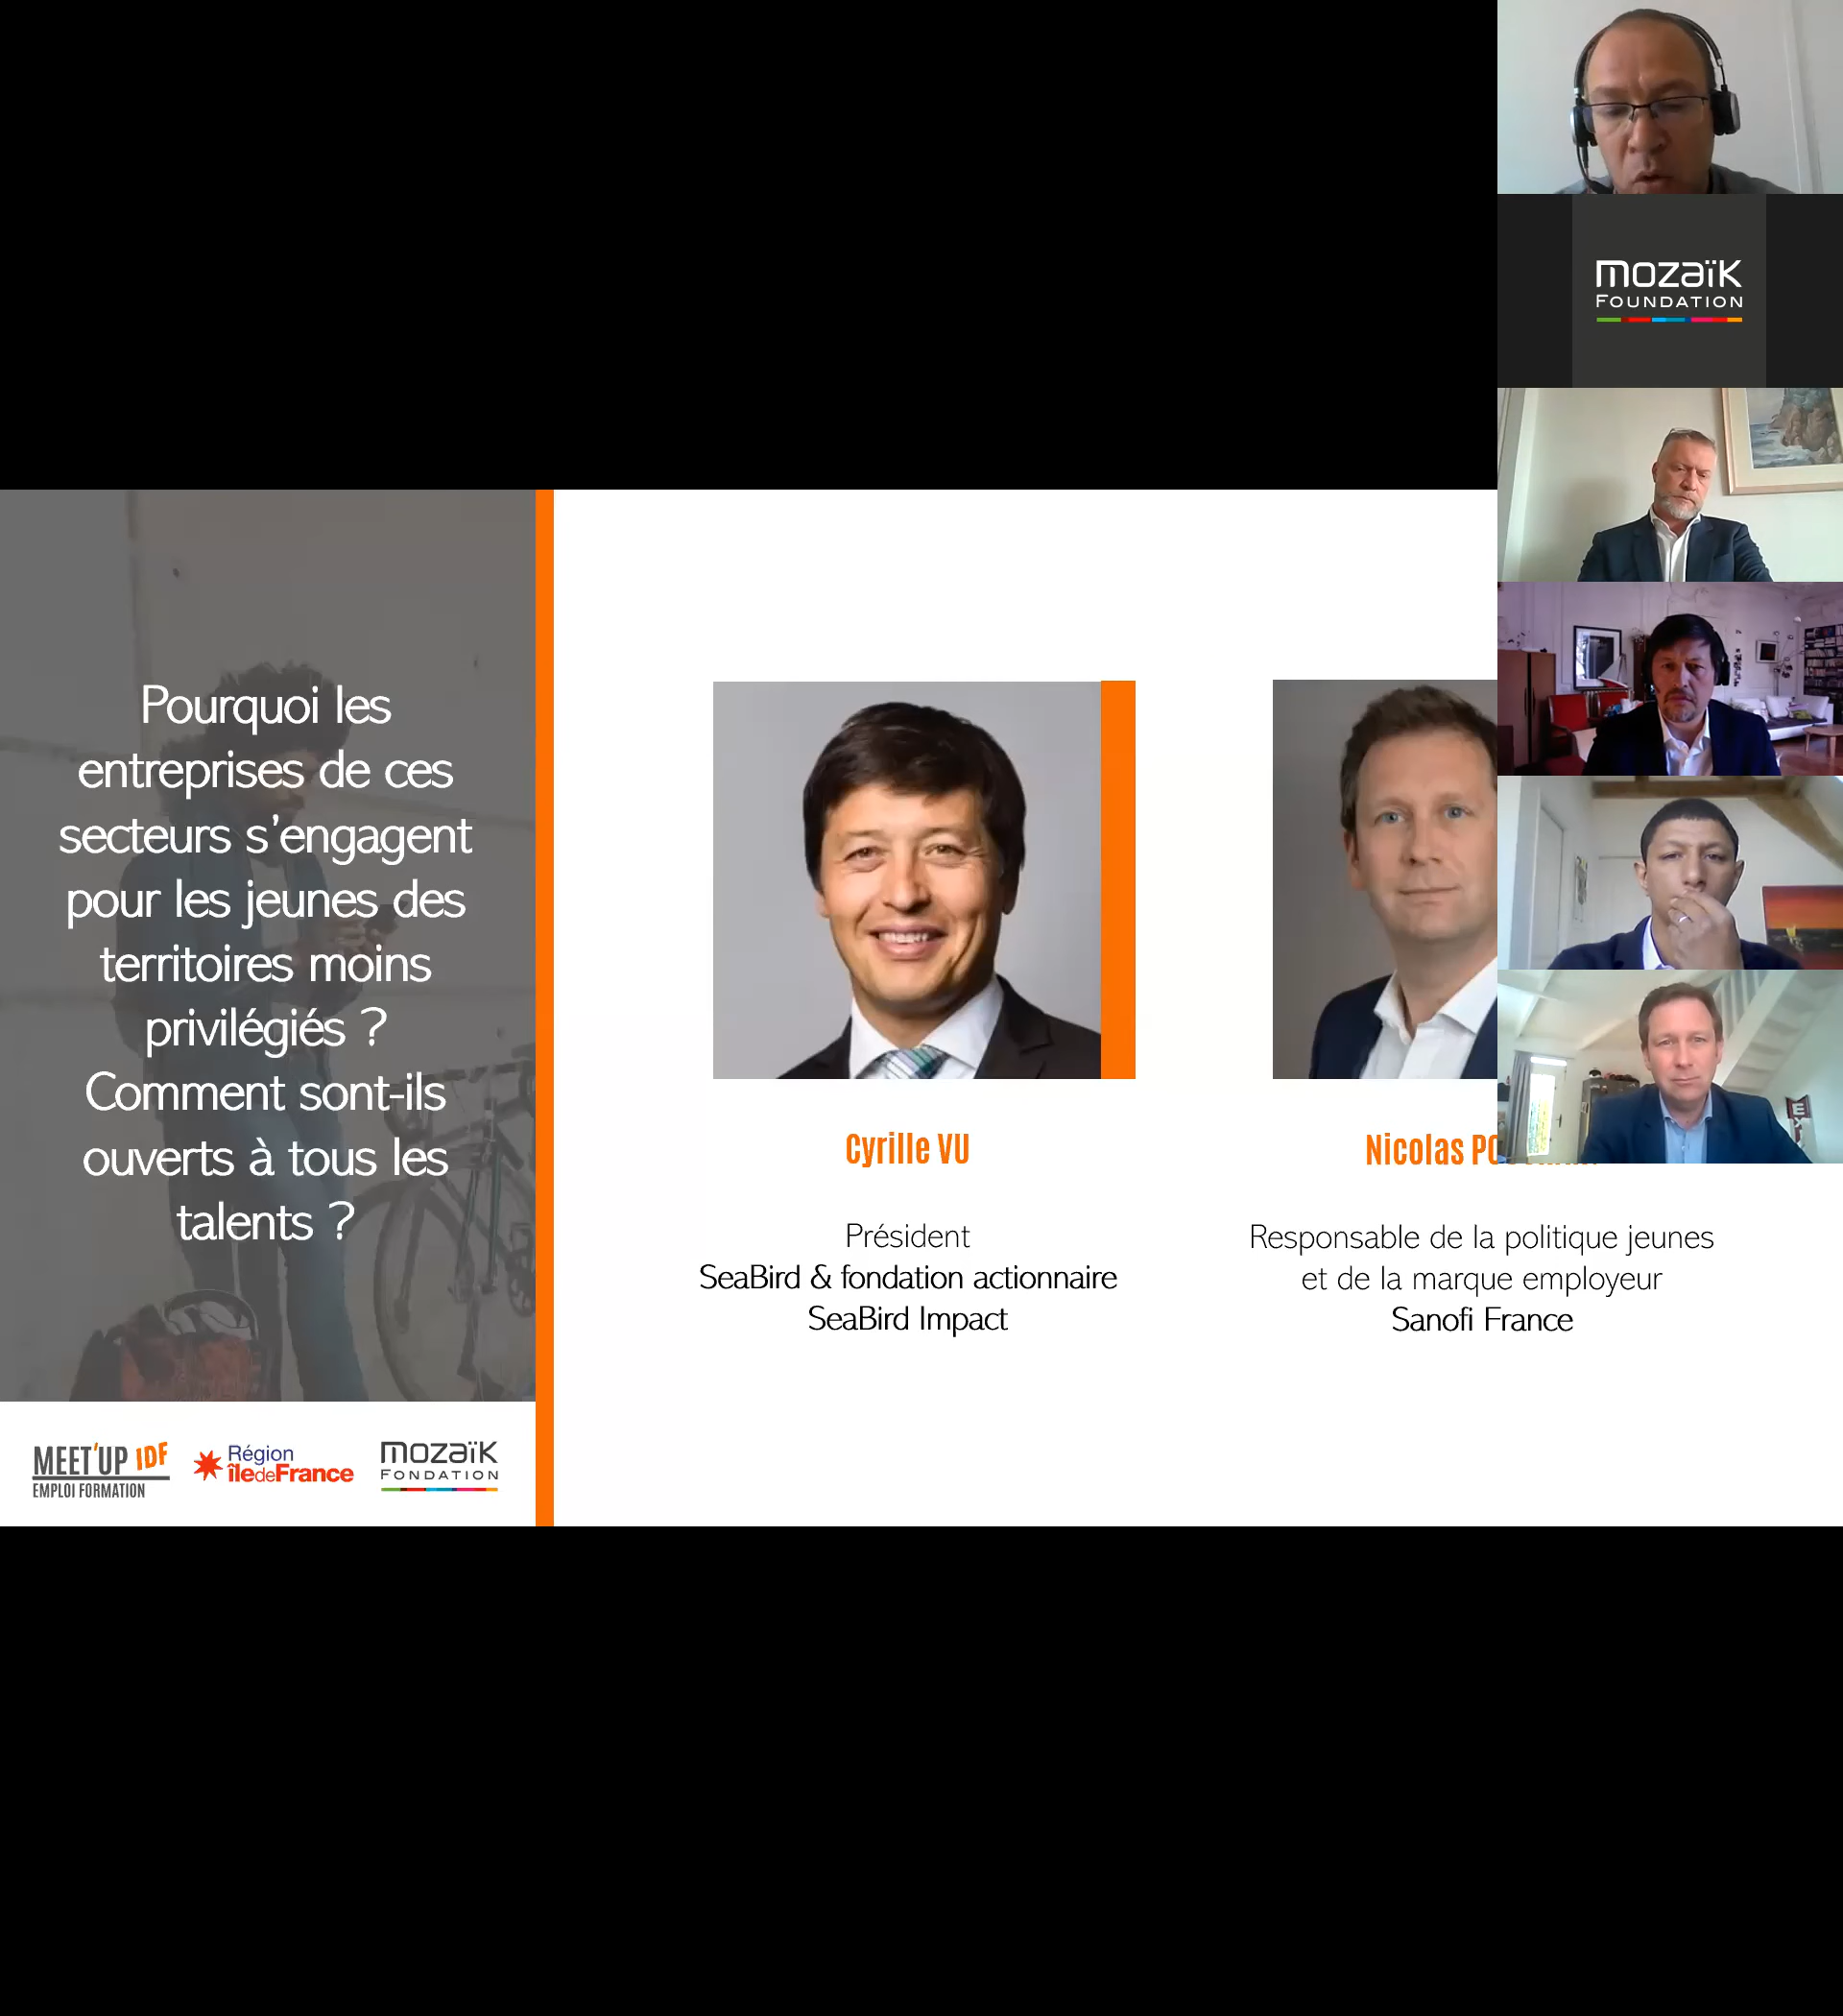 Pourquoi les
entreprises de ces
secteurs s'engagent
pour les jeunes des
territoires moins
privilégiés ?
Comment sont-ils
ouverts à tous les
talents ?
MEET'UP IDF
EMPLOI FORMATION
Région
îledeFrance
mozaïk
FONDATION
Cyrille VU
Président
SeaBird & fondation actionnaire
SeaBird Impact
Nicolas
Responsable de la politique jeunes
et de la marque employeur
Sanofi France
mozaïk
FOUNDATION